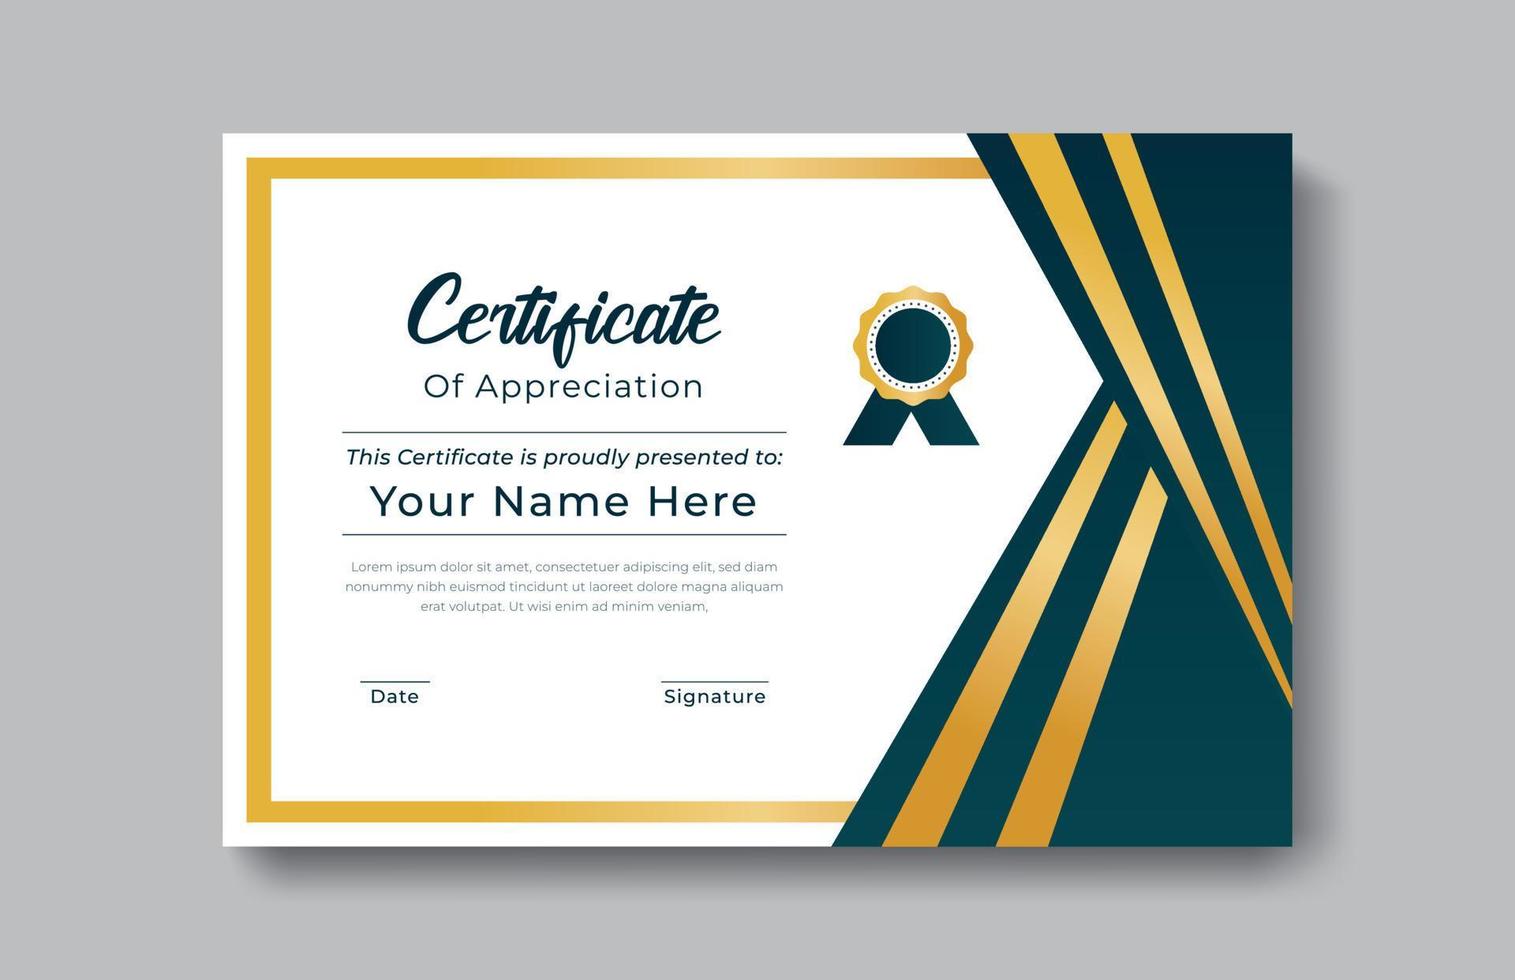 Certificate
Of Appreciation
This Certificate is proudly presented to:
Your Name Here
Lorem ipsum dolor sit amet, consectetuer adipiscing elit, sed diam
nonummy nibh euismod tincidunt ut laoreet dolore magna aliquam
erat volutpat. Ut wisi enim ad minim veniam,
Date
Signature